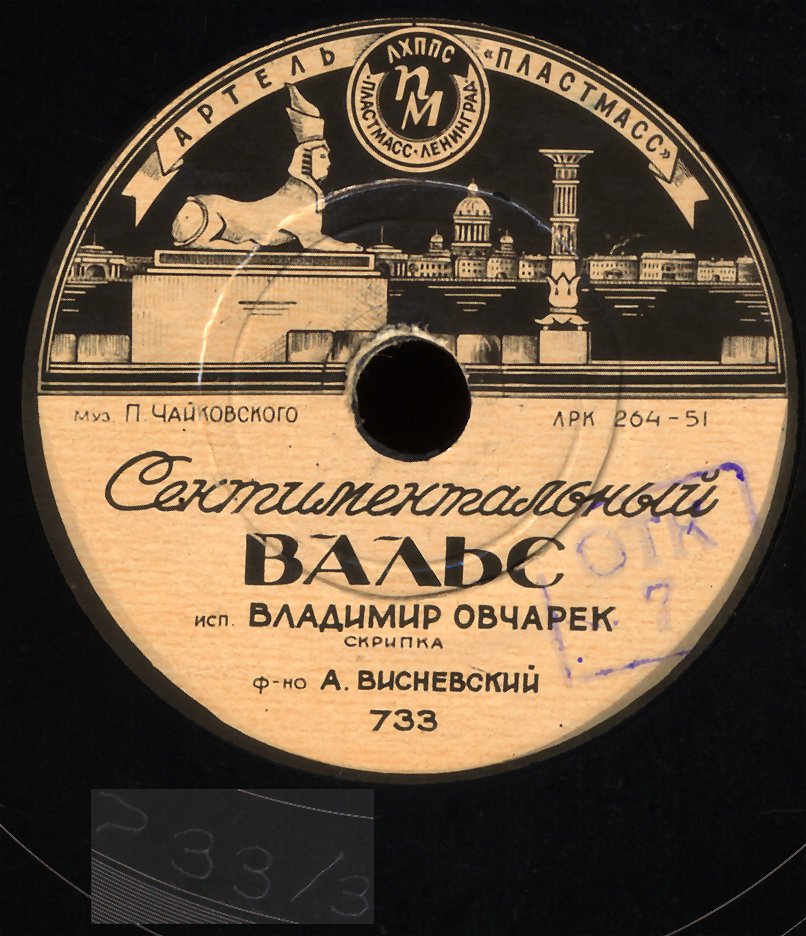 АРТЕЛЬ «ПЛАСТМАСС»
ЛХППС
ПМ
ПЛАСТМАСС·ЛЕНИНГРАД
муз. П. ЧАЙКОВСКОГО
ЛРК 264-51
Сентиментальный
ВАЛЬС
исп. ВЛАДИМИР ОВЧАРЕК
СКРИПКА
ф-но А. ВИСНЕВСКИЙ
733
ОТК
7
733/3